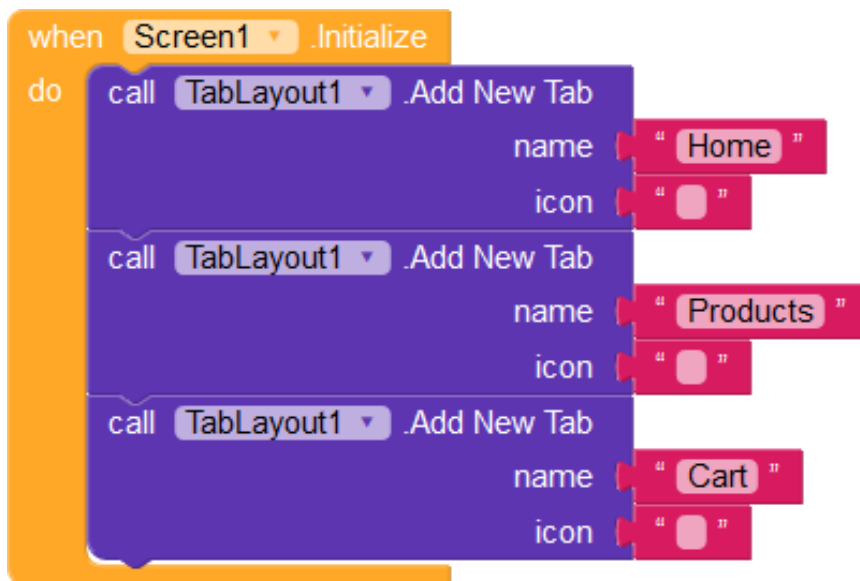 when Screen1 .Initialize
do call TabLayout1 .Add New Tab
name “ Home ”
icon “ ”
call TabLayout1 .Add New Tab
name “ Products ”
icon “ ”
call TabLayout1 .Add New Tab
name “ Cart ”
icon “ ”